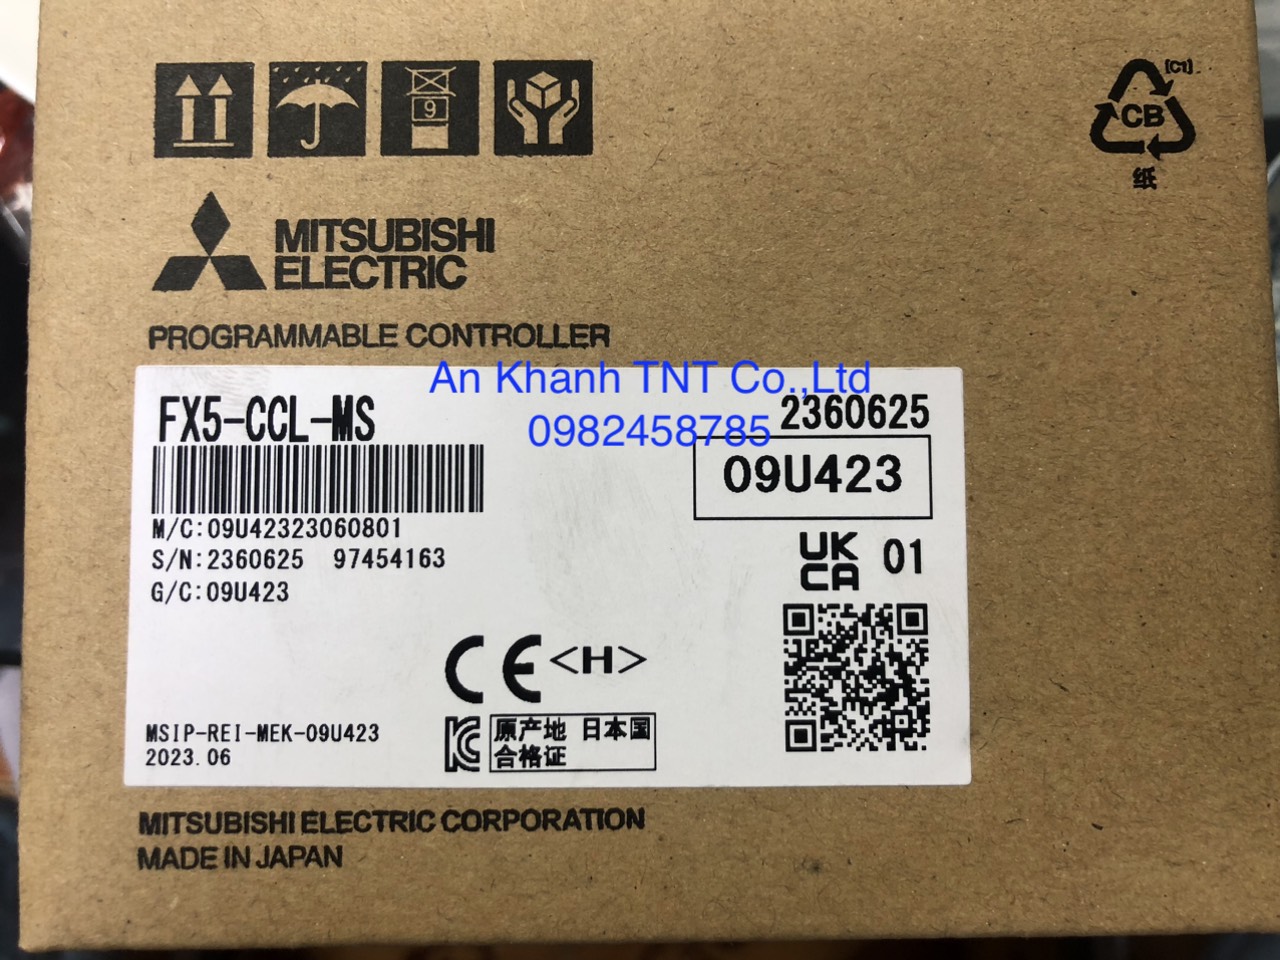 9
[C1]
CB
纸
MITSUBISHI
ELECTRIC
PROGRAMMABLE CONTROLLER
An Khanh TNT Co.,Ltd
0982458785
FX5-CCL-MS
2360625
09U423
M/C:09U42323060801
S/N:2360625 97454163
G/C:09U423
UK
CA
01
CE <H>
MSIP-REI-MEK-09U423
2023.06
KC
原产地 日本国
合格证
MITSUBISHI ELECTRIC CORPORATION
MADE IN JAPAN